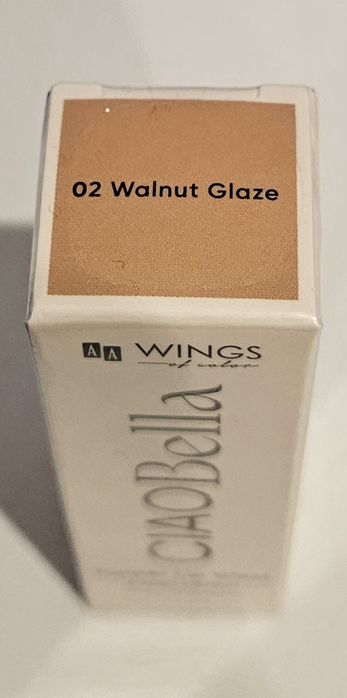 02 Walnut Glaze
AA WINGS
of color
CIAOBella